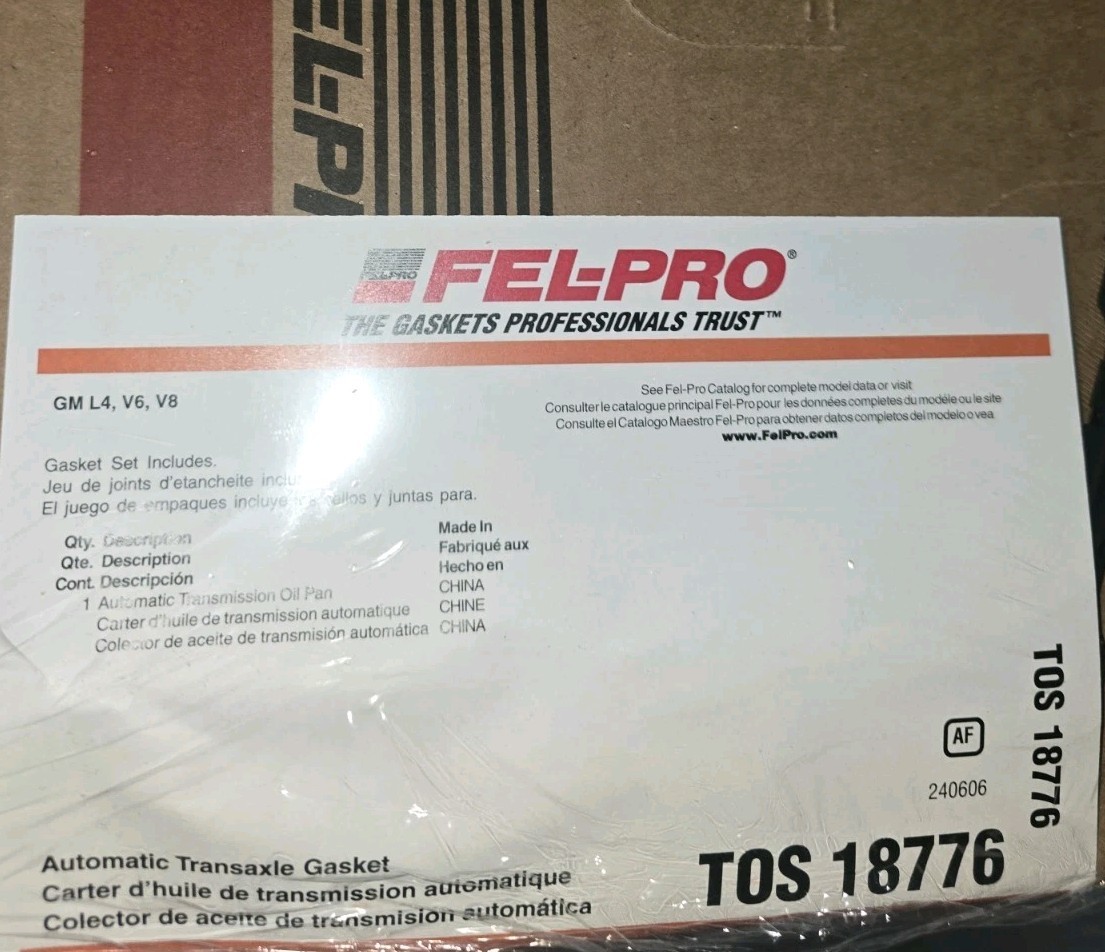 EL-P
FEL-PRO
FEL-PRO®
THE GASKETS PROFESSIONALS TRUST™
GM L4, V6, V8
See Fel-Pro Catalog for complete model data or visit
Consulter le catalogue principal Fel-Pro pour les données completes du modèle ou le site
Consulte el Catalogo Maestro Fel-Pro para obtener datos completos del modelo o vea
www.FelPro.com
Gasket Set Includes.
Jeu de joints d'etancheite inclu
El juego de empaques incluye los sellos y juntas para.
Qty. Description
Qte. Description
Cont. Descripción
Made In
Fabriqué aux
Hecho en
1 Automatic Transmission Oil Pan CHINA
Carter d'huile de transmission automatique CHINE
Colector de aceite de transmisión automática CHINA
AF
240606
TOS 18776
TOS 18776
Automatic Transaxle Gasket
Carter d'huile de transmission automatique
Colector de aceite de transmision automática